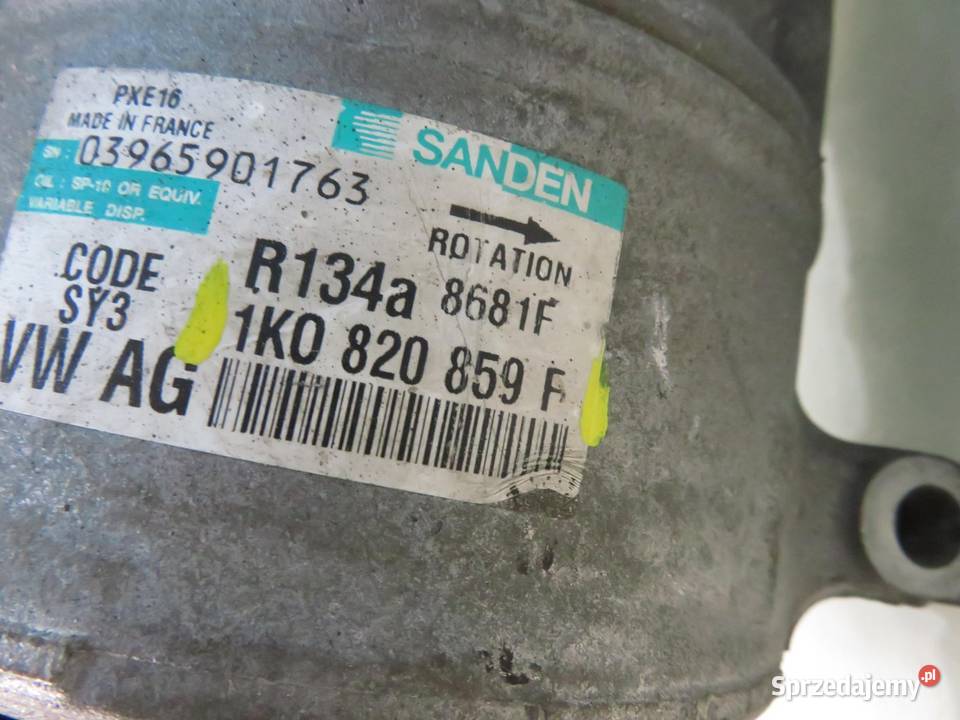 PXE16
MADE IN FRANCE
SN: 03965901763
OIL : SP-10 OR EQUIV.
VARIABLE DISP.
SANDEN
ROTATION
CODE
SY3
R134a 8681F
VW AG
1K0 820 859 F
Sprzedajemy.pl